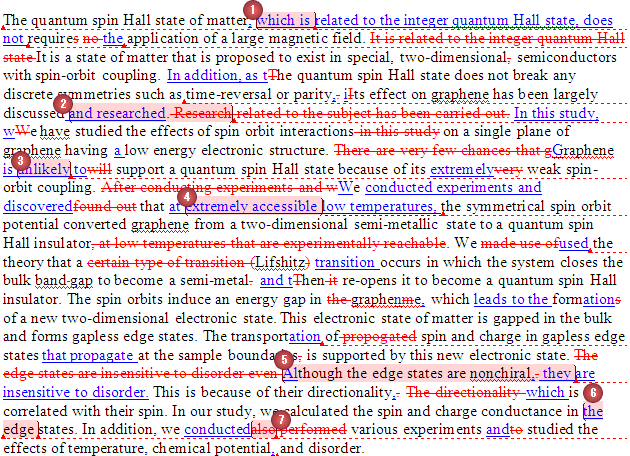 The quantum spin Hall state of matter, which is related to the integer quantum Hall state, does
not requires no the application of a large magnetic field. It is related to the integer quantum Hall
state It is a state of matter that is proposed to exist in special, two-dimensional, semiconductors
with spin-orbit coupling. In addition, as tThe quantum spin Hall state does not break any
discrete symmetries such as time-reversal or parity,. iIts effect on graphene has been largely
discussed and researched. Research related to the subject has been carried out. In this study,
wWe have studied the effects of spin orbit interactions in this study on a single plane of
graphene having a low energy electronic structure. There are very few chances that gGraphene
is unlikely to will support a quantum spin Hall state because of its extremely very weak spin-
orbit coupling. After conducting experiments and wWe conducted experiments and
discovered found out that at extremely accessible low temperatures, the symmetrical spin orbit
potential converted graphene from a two-dimensional semi-metallic state to a quantum spin
Hall insulator, at low temperatures that are experimentally reachable. We made use of used the
theory that a certain type of transition (Lifshitz) transition occurs in which the system closes the
bulk band-gap to become a semi-metal. and tThen it re-opens it to become a quantum spin Hall
insulator. The spin orbits induce an energy gap in the graphenme, which leads to the formations
of a new two-dimensional electronic state. This electronic state of matter is gapped in the bulk
and forms gapless edge states. The transportation of propogated spin and charge in gapless edge
states that propagate at the sample boundaries, is supported by this new electronic state. The
edge states are insensitive to disorder even Although the edge states are nonchiral. they are
insensitive to disorder. This is because of their directionality,. The directionality which is
correlated with their spin. In our study, we calculated the spin and charge conductance in the
edge states. In addition, we conducted also performed various experiments and to studied the
effects of temperature, chemical potential, and disorder.
1
2
3
4
5
6
7